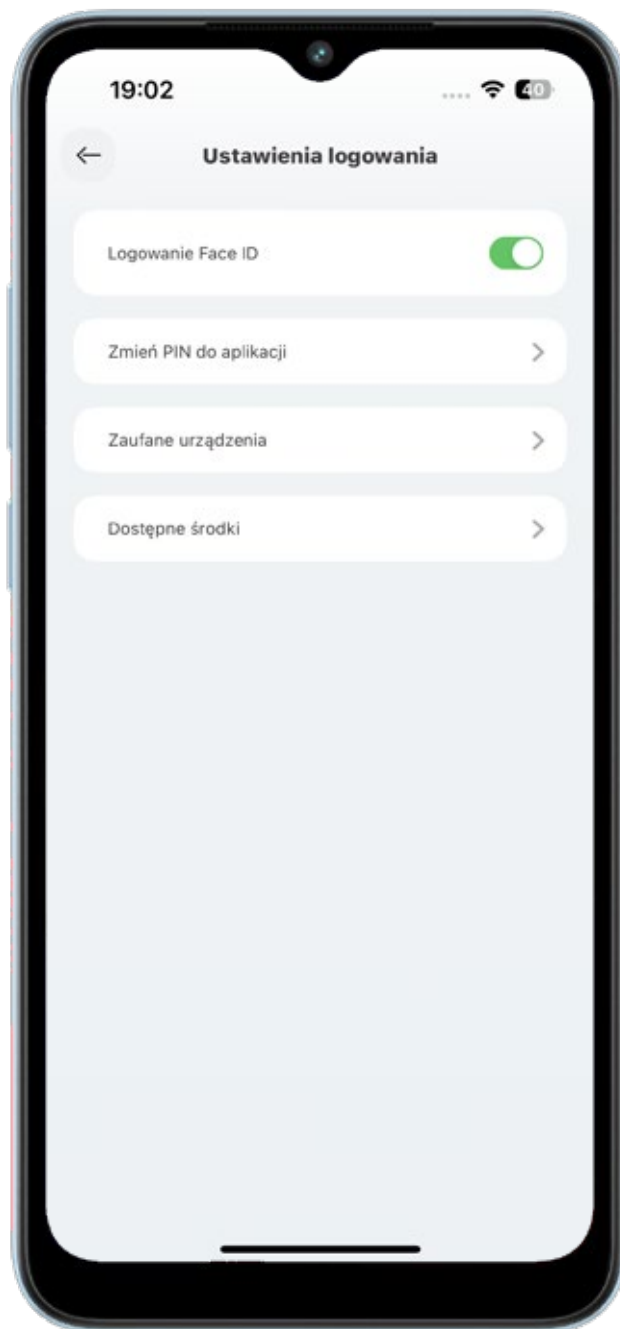 19:02
40
Ustawienia logowania
Logowanie Face ID
Zmień PIN do aplikacji
Zaufane urządzenia
Dostępne środki